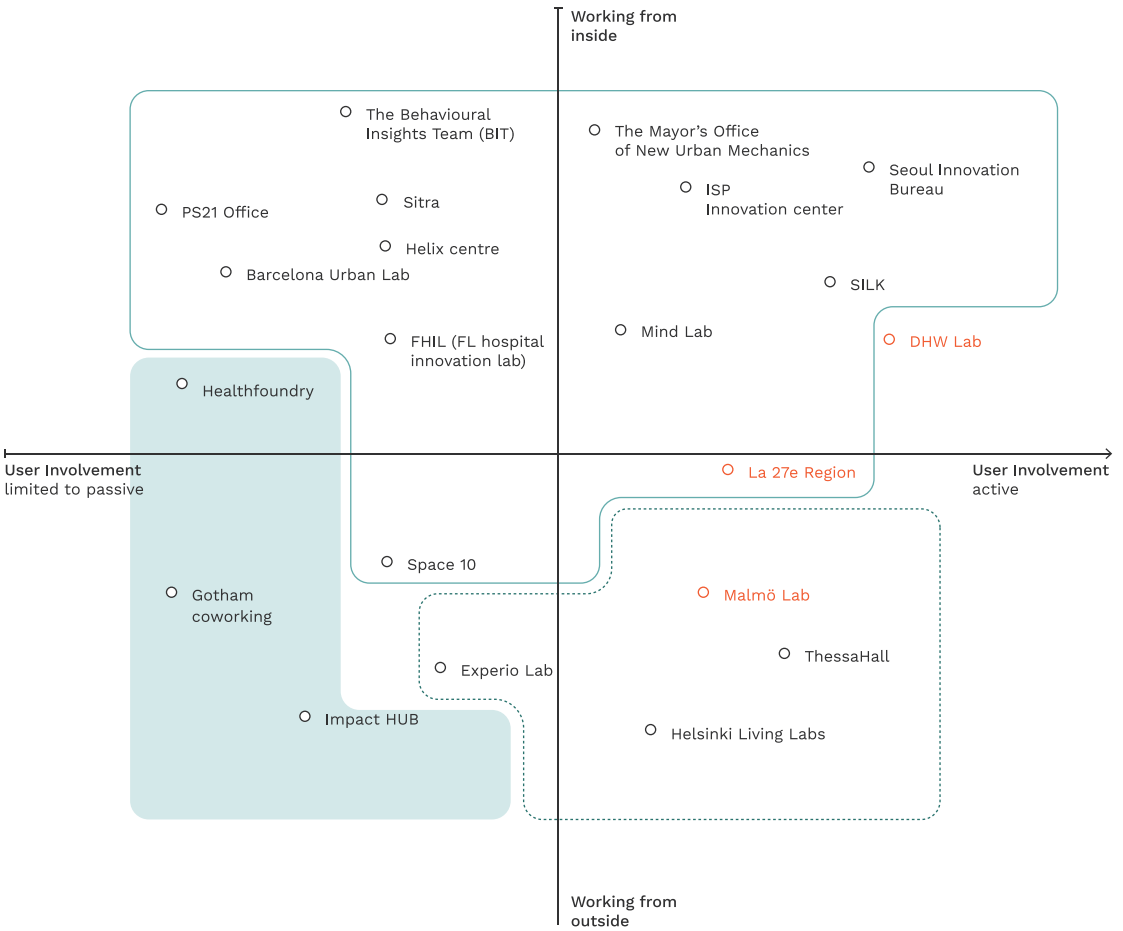 Working from
inside
The Behavioural
Insights Team (BIT)
The Mayor’s Office
of New Urban Mechanics
Seoul Innovation
Bureau
ISP
Innovation center
Sitra
PS21 Office
Helix centre
Barcelona Urban Lab
SILK
Mind Lab
FHIL (FL hospital
innovation lab)
DHW Lab
Healthfoundry
User Involvement
limited to passive
La 27e Region
User Involvement
active
Space 10
Gotham
coworking
Malmö Lab
ThessaHall
Experio Lab
Impact HUB
Helsinki Living Labs
Working from
outside